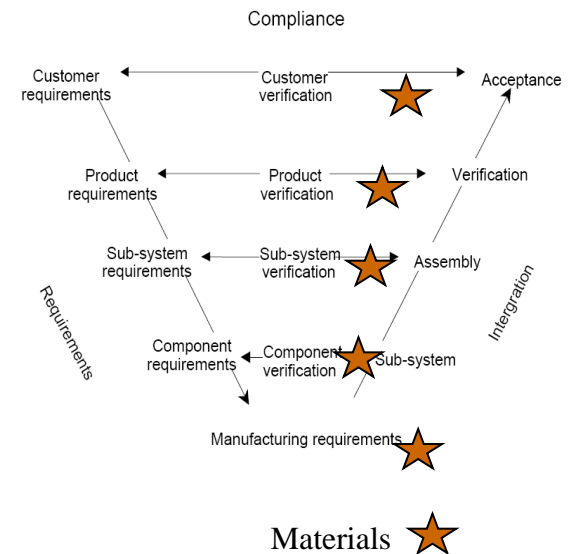 Compliance
Customer
requirements
Customer
verification
Acceptance
Product
requirements
Product
verification
Verification
Sub-system
requirements
Sub-system
verification
Assembly
Requirements
Intergration
Component
requirements
Component
verification
Sub-system
Manufacturing requirements
Materials